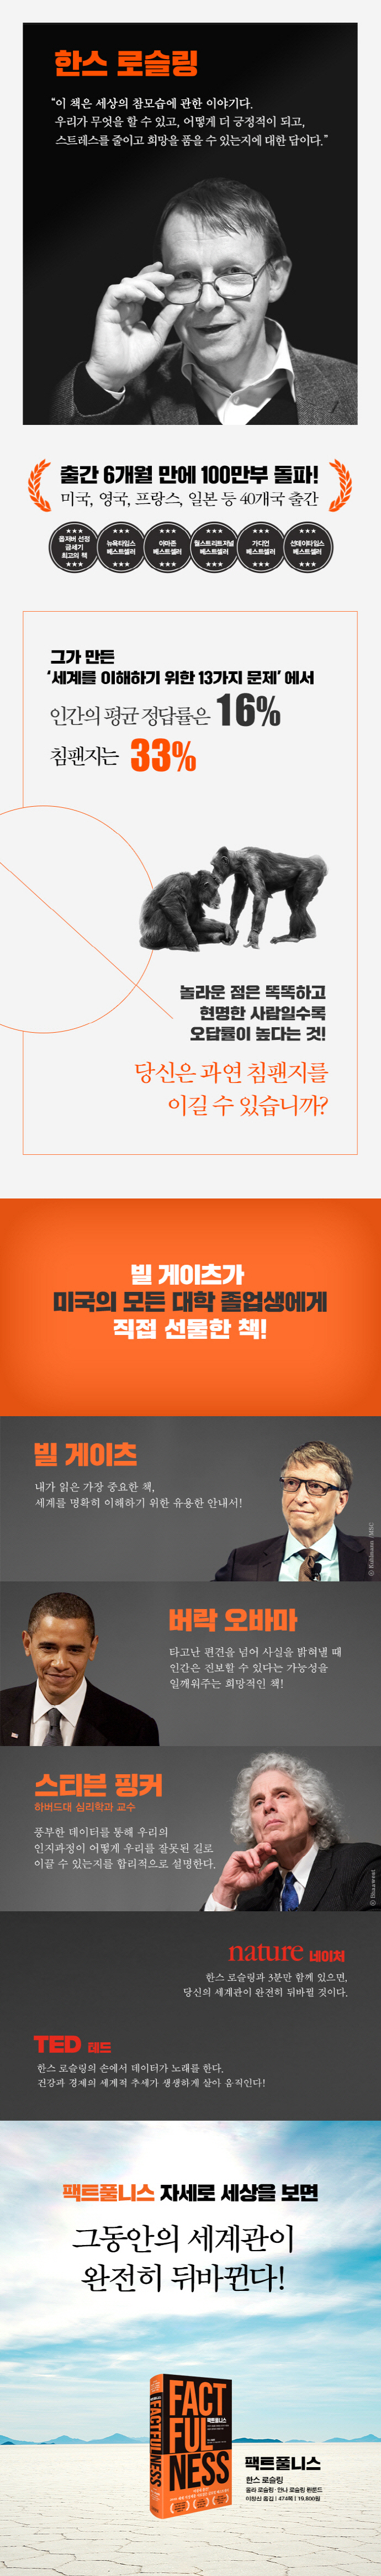 한스 로슬링
“이 책은 세상의 참모습에 관한 이야기다.
우리가 무엇을 할 수 있고, 어떻게 더 긍정적이 되고,
스트레스를 줄이고 희망을 품을 수 있는지에 대한 답이다.”
출간 6개월 만에 100만부 돌파!
미국, 영국, 프랑스, 일본 등 40개국 출간
옵저버 선정
금세기
최고의 책
뉴욕타임스
베스트셀러
아마존
베스트셀러
월스트리트저널
베스트셀러
가디언
베스트셀러
선데이타임스
베스트셀러
그가 만든
‘세계를 이해하기 위한 13가지 문제’ 에서
인간의 평균 정답률은 16%
침팬지는 33%
놀라운 점은 똑똑하고
현명한 사람일수록
오답률이 높다는 것!
당신은 과연 침팬지를
이길 수 있습니까?
빌 게이츠가
미국의 모든 대학 졸업생에게
직접 선물한 책!
빌 게이츠
내가 읽은 가장 중요한 책,
세계를 명확히 이해하기 위한 유용한 안내서!
ⓒ Kuhlmann / MSC
버락 오바마
타고난 편견을 넘어 사실을 밝혀낼 때
인간은 진보할 수 있다는 가능성을
일깨워주는 희망적인 책!
스티븐 핑커
하버드대 심리학과 교수
풍부한 데이터를 통해 우리의
인지과정이 어떻게 우리를 잘못된 길로
이끌 수 있는지를 합리적으로 설명한다.
nature 네이처
한스 로슬링과 3분만 함께 있으면,
당신의 세계관이 완전히 뒤바뀔 것이다.
TED 테드
한스 로슬링의 손에서 데이터가 노래를 한다.
건강과 경제의 세계적 추세가 생생하게 살아 움직인다!
팩트풀니스 자세로 세상을 보면
그동안의 세계관이
완전히 뒤바뀐다!
FACTFULNESS
FACT
FUL
팩트풀니스
NESS
팩트풀니스
한스 로슬링
올라 로슬링·안나 로슬링 뢴룬드
이창신 옮김 | 474쪽 | 19,800원